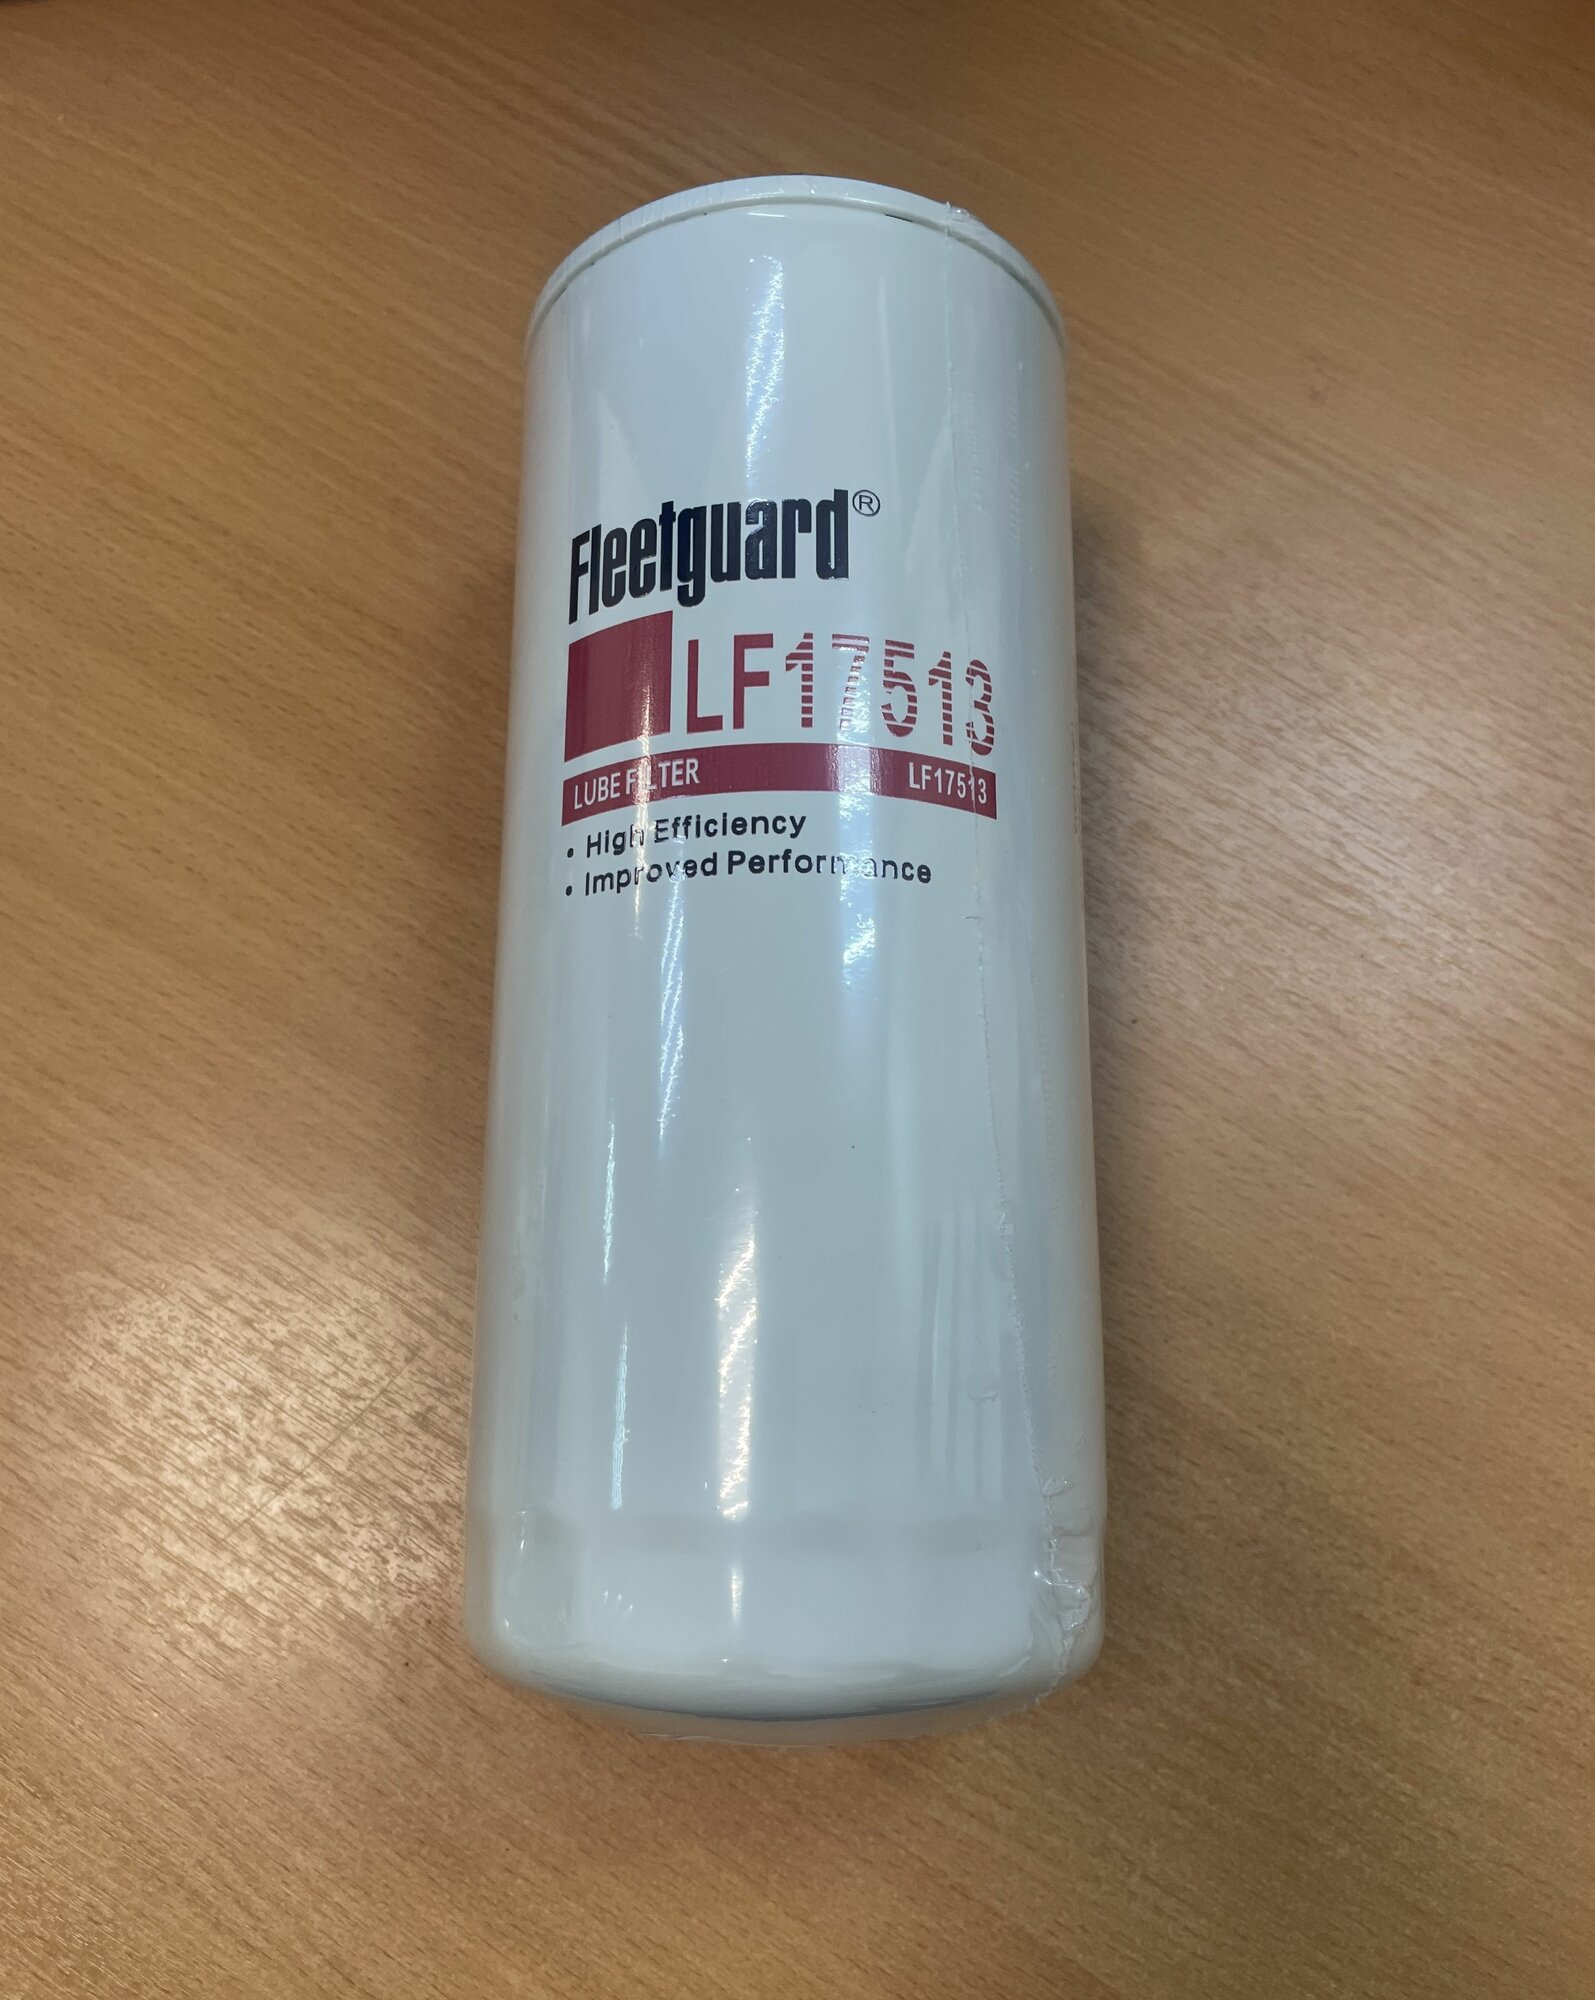 Fleetguard®
LF17513
LUBE FILTER LF17513
• High Efficiency
• Improved Performance